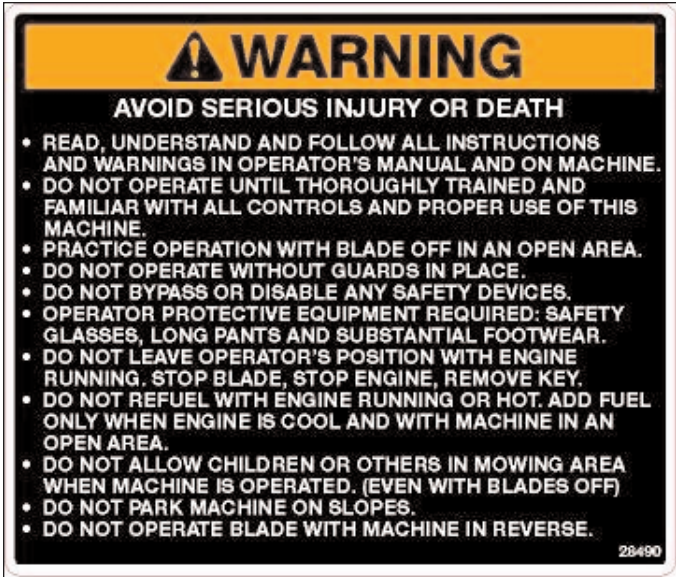 WARNING
AVOID SERIOUS INJURY OR DEATH
• READ, UNDERSTAND AND FOLLOW ALL INSTRUCTIONS
AND WARNINGS IN OPERATOR'S MANUAL AND ON MACHINE.
• DO NOT OPERATE UNTIL THOROUGHLY TRAINED AND
FAMILIAR WITH ALL CONTROLS AND PROPER USE OF THIS
MACHINE.
• PRACTICE OPERATION WITH BLADE OFF IN AN OPEN AREA.
• DO NOT OPERATE WITHOUT GUARDS IN PLACE.
• DO NOT BYPASS OR DISABLE ANY SAFETY DEVICES.
• OPERATOR PROTECTIVE EQUIPMENT REQUIRED: SAFETY
GLASSES, LONG PANTS AND SUBSTANTIAL FOOTWEAR.
• DO NOT LEAVE OPERATOR'S POSITION WITH ENGINE
RUNNING. STOP BLADE, STOP ENGINE, REMOVE KEY.
• DO NOT REFUEL WITH ENGINE RUNNING OR HOT. ADD FUEL
ONLY WHEN ENGINE IS COOL AND WITH MACHINE IN AN
OPEN AREA.
• DO NOT ALLOW CHILDREN OR OTHERS IN MOWING AREA
WHEN MACHINE IS OPERATED. (EVEN WITH BLADES OFF)
• DO NOT PARK MACHINE ON SLOPES.
• DO NOT OPERATE BLADE WITH MACHINE IN REVERSE.
28490